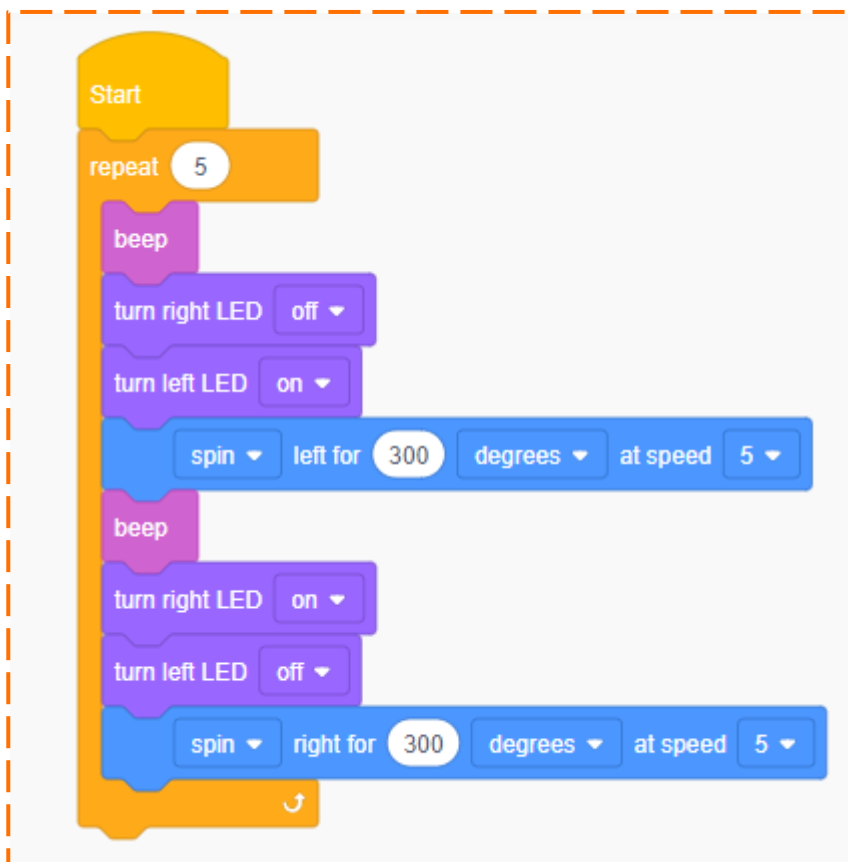 Start
repeat 5
beep
turn right LED off
turn left LED on
spin left for 300 degrees at speed 5
beep
turn right LED on
turn left LED off
spin right for 300 degrees at speed 5